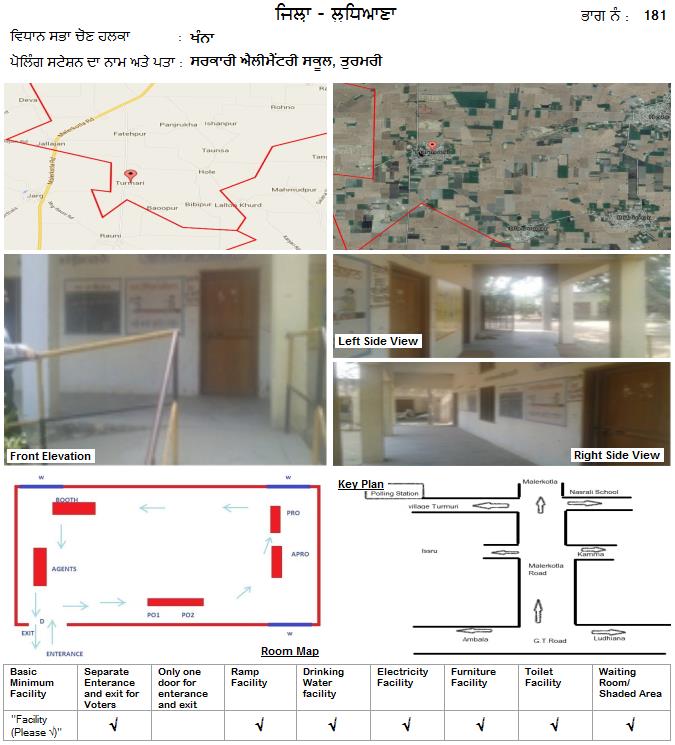 ਜ਼ਿਲ੍ਹਾ - ਲੁਧਿਆਣਾ
ਭਾਗ ਨੰ : 181
ਵਿਧਾਨ ਸਭਾ ਚੋਣ ਹਲਕਾ : ਖੰਨਾ
ਪੋਲਿੰਗ ਸਟੇਸ਼ਨ ਦਾ ਨਾਮ ਅਤੇ ਪਤਾ : ਸਰਕਾਰੀ ਐਲੀਮੈਂਟਰੀ ਸਕੂਲ, ਤੁਰਮਰੀ
Deva
Rohno
Malerkotla Rd
Panjrukha Ishanpur
Fatehpur
Jallajan
Taunsa
Hole
Turmari
Mahmudpur
Jarg
Baoopur
Bibipur Lalton Khurd
Rauni
Left Side View
Front Elevation
Right Side View
W
W
BOOTH
PRO
APRO
AGENTS
PO1 PO2
D
EXIT
W
ENTERANCE
Room Map
Key Plan
Polling Station
Malerkotla
Nasrali School
village Turmuri
Issru
Kamma
Malerkotla
Road
Ambala
G.T.Road
Ludhiana
Basic Minimum Facility
Separate Enterance and exit for Voters
Only one door for enterance and exit
Ramp Facility
Drinking Water facility
Electricity Facility
Furniture Facility
Toilet Facility
Waiting Room/ Shaded Area
"Facility (Please √)"
√ √ √ √ √ √ √